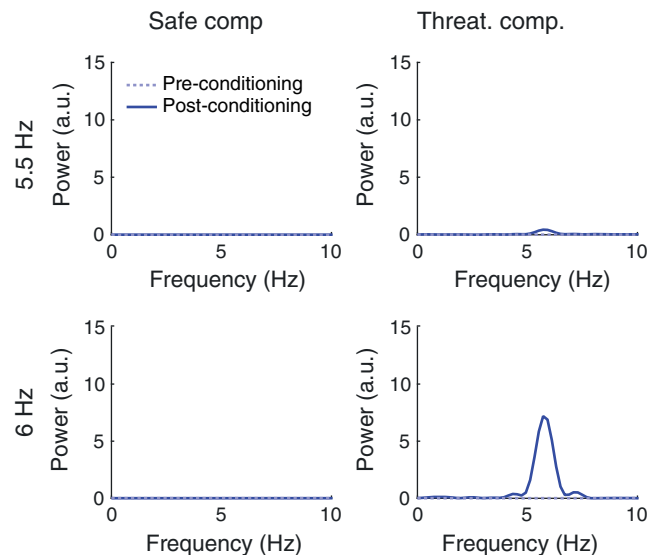 Safe comp
Threat. comp.
5.5 Hz
Power (a.u.)
15
10
5
0
Pre-conditioning
Post-conditioning
0
5
10
Frequency (Hz)
Power (a.u.)
15
10
5
0
0
5
10
Frequency (Hz)
6 Hz
Power (a.u.)
15
10
5
0
0
5
10
Frequency (Hz)
Power (a.u.)
15
10
5
0
0
5
10
Frequency (Hz)